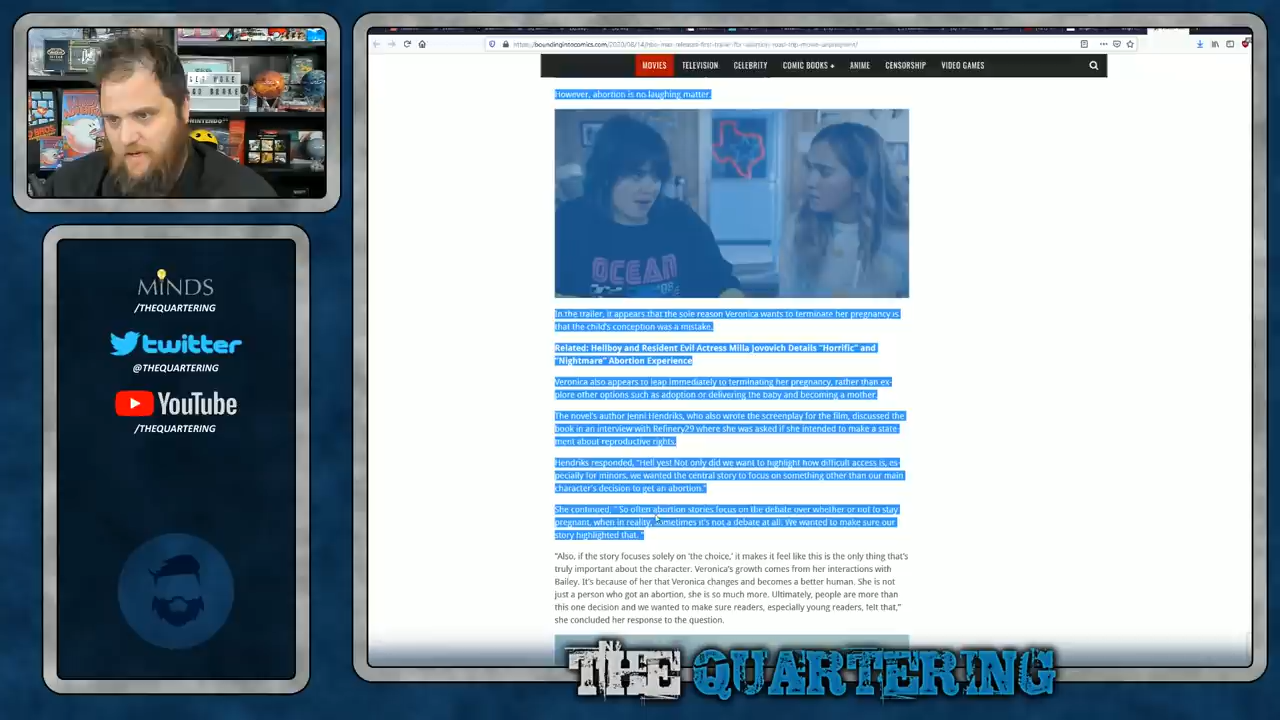 LET WOKE
GO BROKE
NINTENDO
MINDS
/THEQUARTERING
twitter
@THEQUARTERING
YouTube
/THEQUARTERING
MOVIES
TELEVISION
CELEBRITY
COMIC BOOKS
ANIME
CENSORSHIP
VIDEO GAMES
However, abortion is no laughing matter.
OCEAN
In the trailer, it appears that the sole reason Veronica wants to terminate her pregnancy is
that the child's conception was a mistake.
Related: Hellboy and Resident Evil Actress Milla Jovovich Details "Horrific" and
"Nightmare" Abortion Experience
Veronica also appears to leap immediately to terminating her pregnancy, rather than ex-
plore other options such as adoption or delivering the baby and becoming a mother.
The novel's author Jenni Hendriks, who also wrote the screenplay for the film, discussed the
book in an interview with Refinery29 where she was asked if she intended to make a state-
ment about reproductive rights.
Hendriks responded, "Hell yes! Not only did we want to highlight how difficult access is, es-
pecially for minors, we wanted the central story to focus on something other than our main
character's decision to get an abortion."
She continued, " So often abortion stories focus on the debate over whether or not to stay
pregnant, when in reality, sometimes it's not a debate at all. We wanted to make sure our
story highlighted that. "
"Also, if the story focuses solely on 'the choice,' it makes it feel like this is the only thing that's
truly important about the character. Veronica's growth comes from her interactions with
Bailey. It's because of her that Veronica changes and becomes a better human. She is not
just a person who got an abortion, she is so much more. Ultimately, people are more than
this one decision and we wanted to make sure readers, especially young readers, felt that,"
she concluded her response to the question.
THE QUARTERING